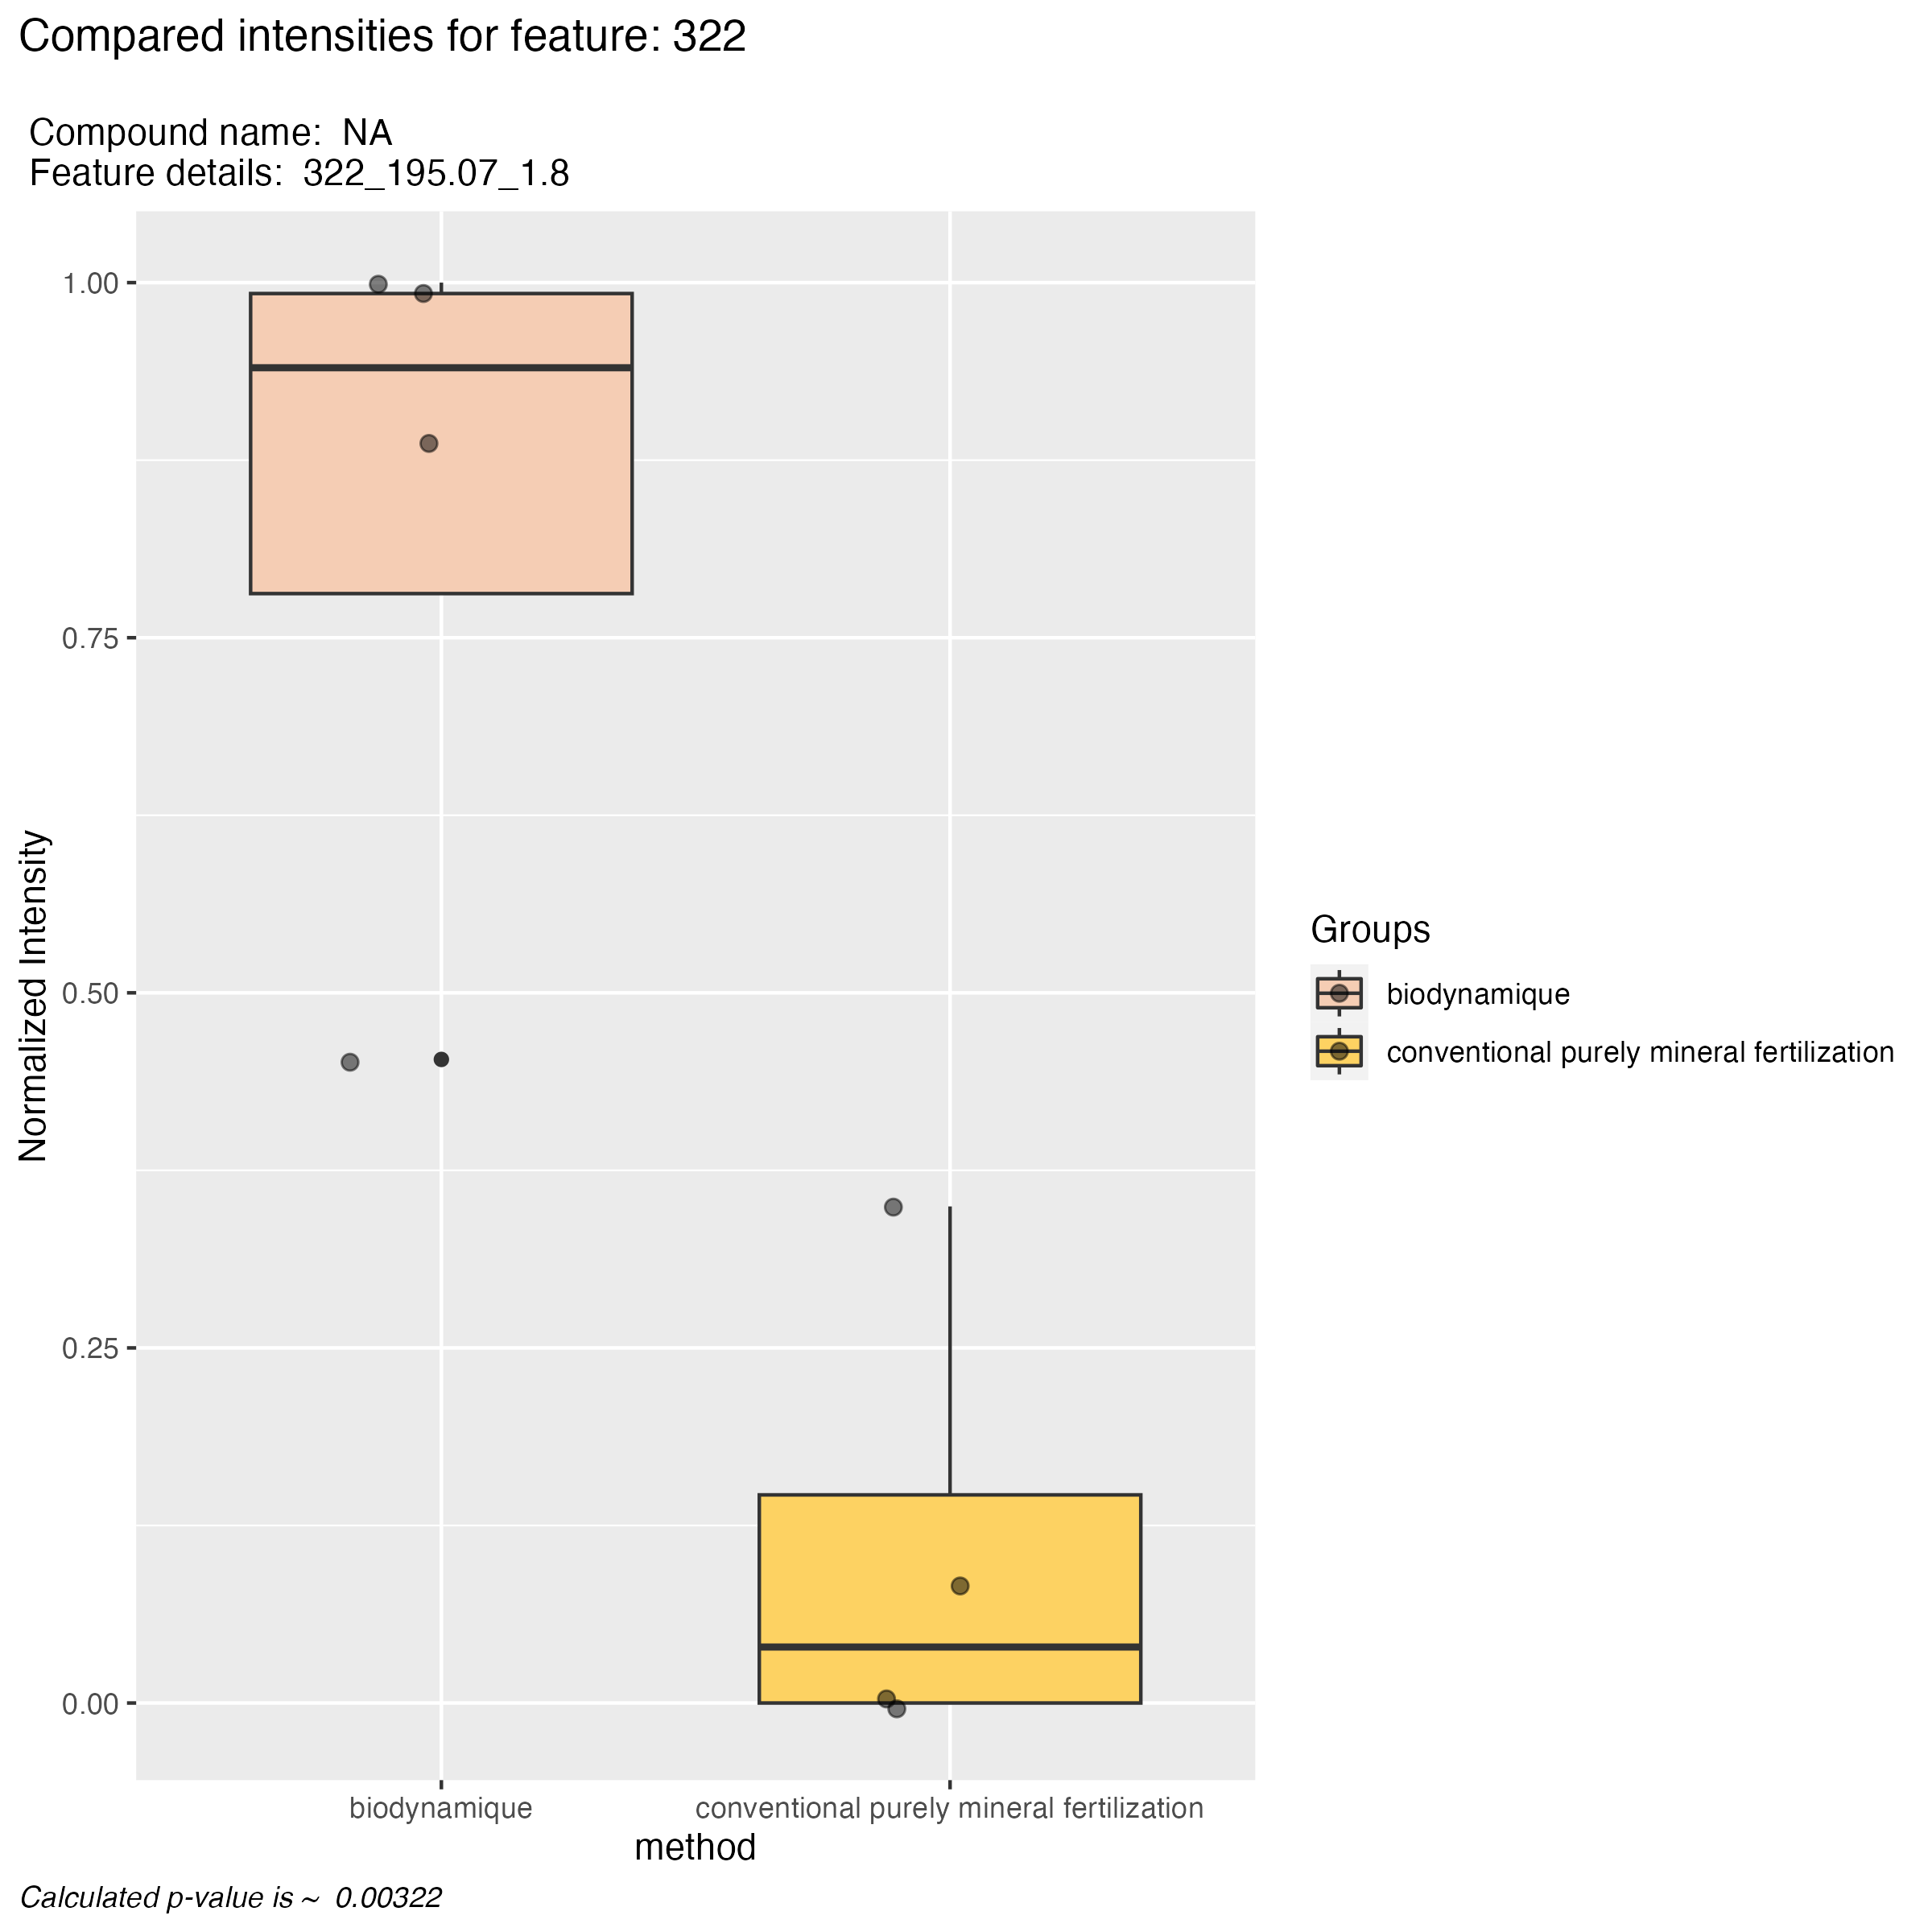 Compared intensities for feature: 322
Compound name:  NA
Feature details:  322_195.07_1.8
1.00
0.75
0.50
0.25
0.00
Normalized Intensity
biodynamique
conventional purely mineral fertilization
method
Groups
biodynamique
conventional purely mineral fertilization
Calculated p-value is ~  0.00322